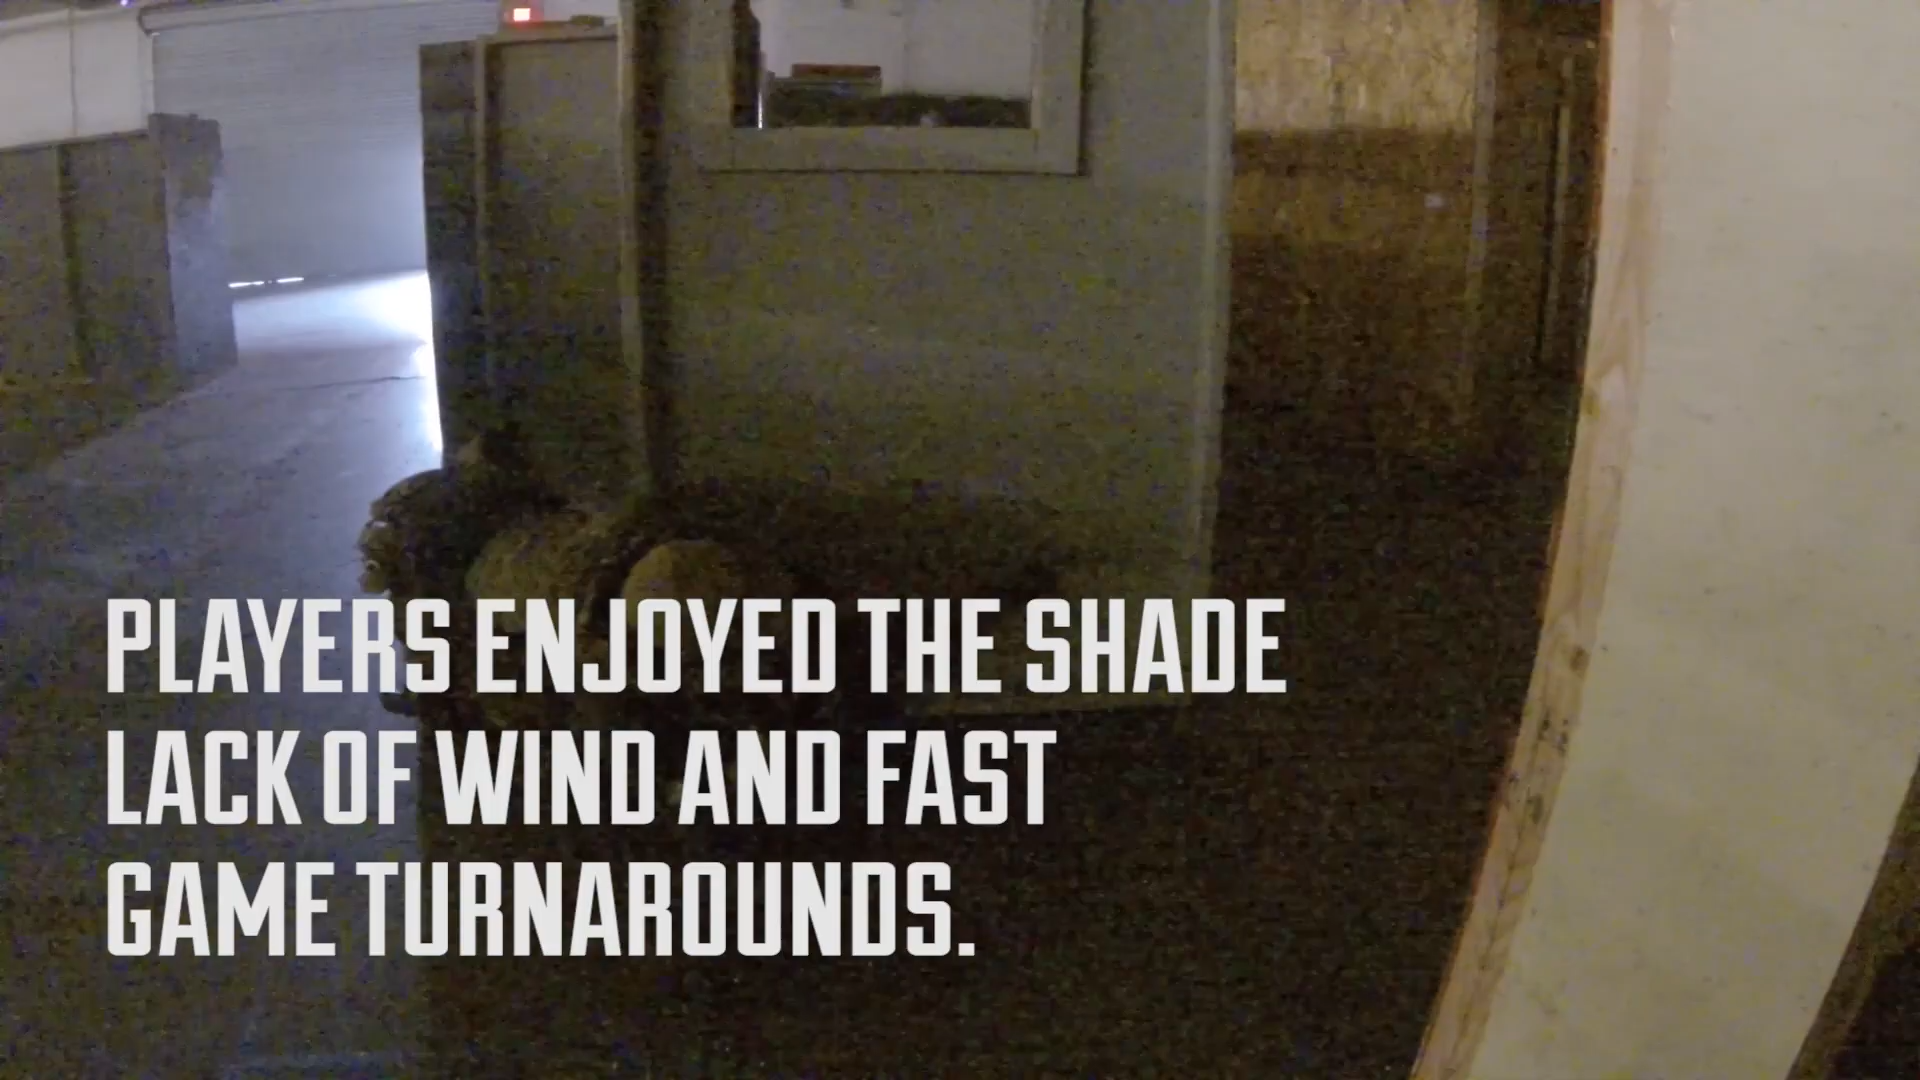 PLAYERS ENJOYED THE SHADE
LACK OF WIND AND FAST
GAME TURNAROUNDS.